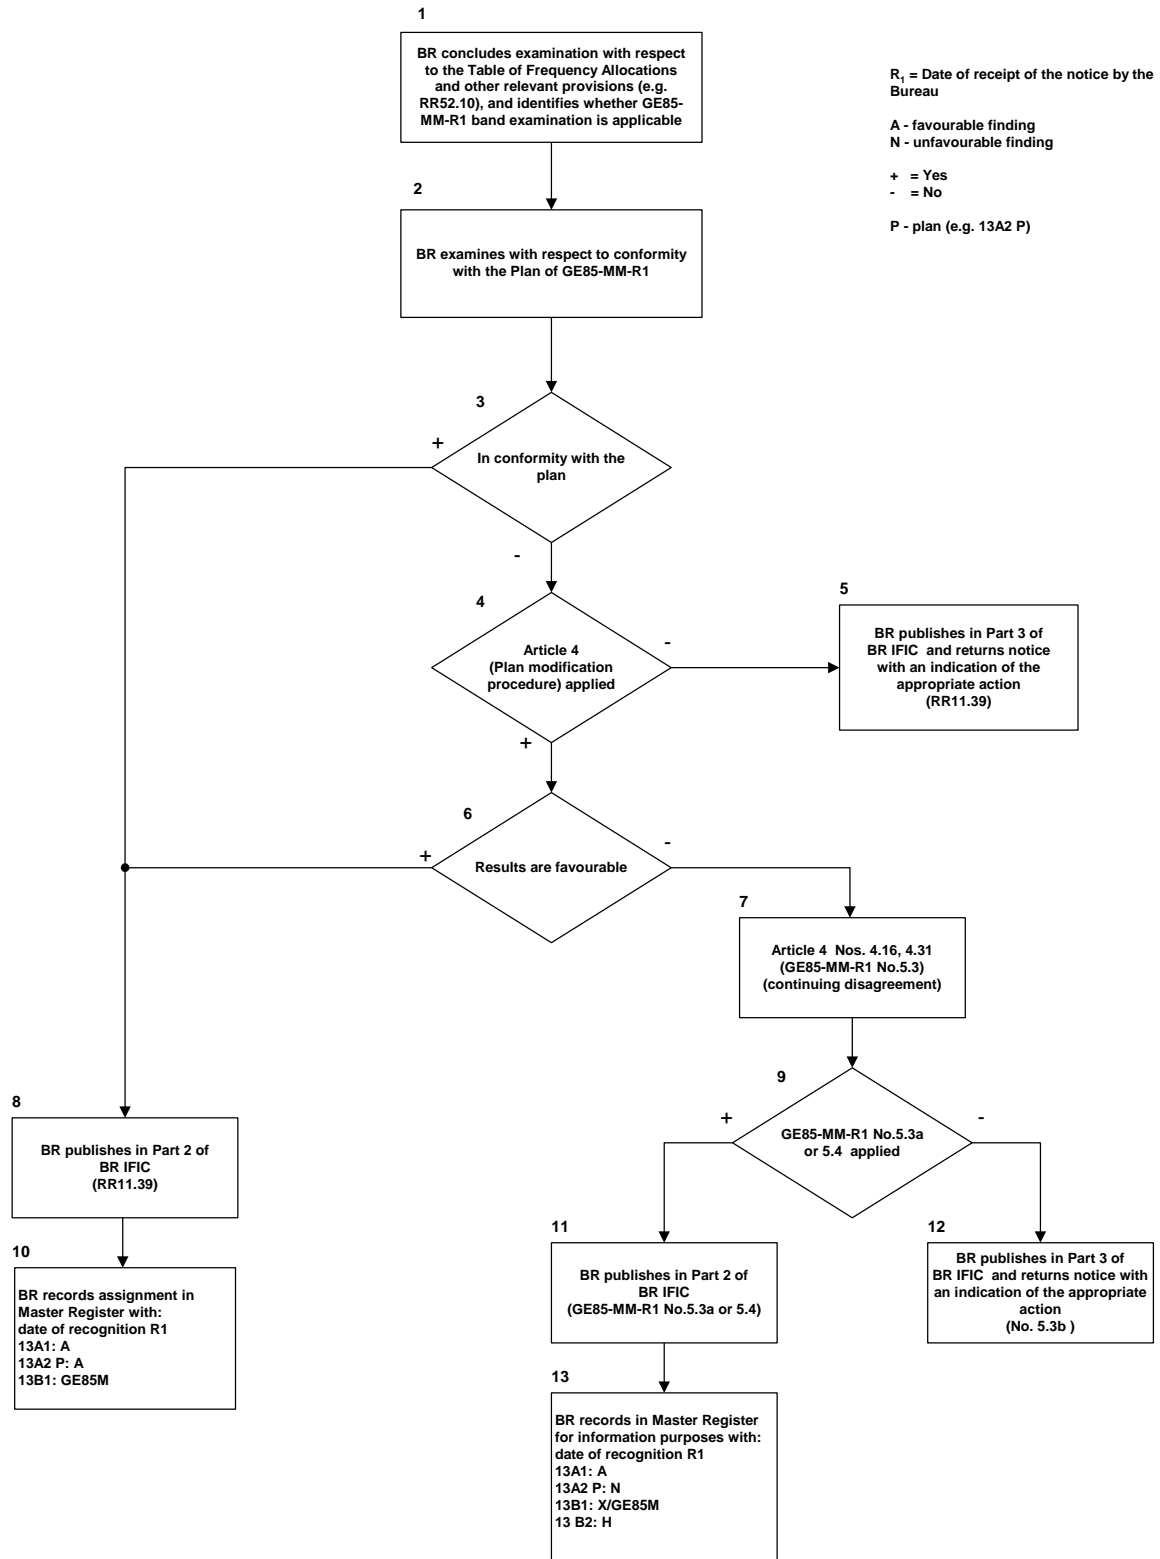 1
BR concludes examination with respect
to the Table of Frequency Allocations
and other relevant provisions (e.g.
RR52.10), and identifies whether GE85-
MM-R1 band examination is applicable
R1 = Date of receipt of the notice by the
Bureau
A - favourable finding
N - unfavourable finding
+ = Yes
- = No
P - plan (e.g. 13A2 P)
2
BR examines with respect to conformity
with the Plan of GE85-MM-R1
3
+
In conformity with the
plan
-
4
Article 4
(Plan modification
procedure) applied
-
+
5
BR publishes in Part 3 of
BR IFIC and returns notice
with an indication of the
appropriate action
(RR11.39)
6
+
Results are favourable
-
7
Article 4 Nos. 4.16, 4.31
(GE85-MM-R1 No.5.3)
(continuing disagreement)
8
BR publishes in Part 2 of
BR IFIC
(RR11.39)
9
+
GE85-MM-R1 No.5.3a
or 5.4 applied
-
10
BR records assignment in
Master Register with:
date of recognition R1
13A1: A
13A2 P: A
13B1: GE85M
11
BR publishes in Part 2 of
BR IFIC
(GE85-MM-R1 No.5.3a or 5.4)
12
BR publishes in Part 3 of
BR IFIC and returns notice with
an indication of the appropriate
action
(No. 5.3b )
13
BR records in Master Register
for information purposes with:
date of recognition R1
13A1: A
13A2 P: N
13B1: X/GE85M
13 B2: H